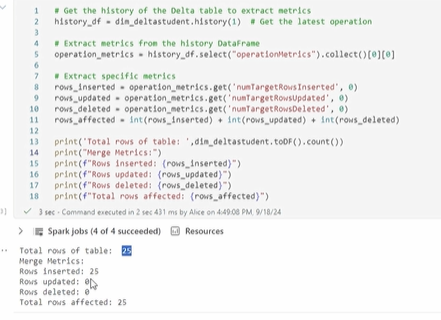 1 # Get the history of the Delta table to extract metrics
2 history_df = dim_deltastudent.history(1)  # Get the latest operation
3
4 # Extract metrics from the history DataFrame
5 operation_metrics = history_df.select("operationMetrics").collect()[0][0]
6
7 # Extract specific metrics
8 rows_inserted = operation_metrics.get('numTargetRowsInserted', 0)
9 rows_updated = operation_metrics.get('numTargetRowsUpdated', 0)
10 rows_deleted = operation_metrics.get('numTargetRowsDeleted', 0)
11 rows_affected = int(rows_inserted) + int(rows_updated) + int(rows_deleted)
12
13 print('Total rows of table: ',dim_deltastudent.toDF().count())
14 print("Merge Metrics:")
15 print(f"Rows inserted: {rows_inserted}")
16 print(f"Rows updated: {rows_updated}")
17 print(f"Rows deleted: {rows_deleted}")
18 print(f"Total rows affected: {rows_affected}")
3 sec - Command executed in 2 sec 431 ms by Alice on 4:49:08 PM, 9/18/24
Spark jobs (4 of 4 succeeded) Resources
Total rows of table: 25
Merge Metrics:
Rows inserted: 25
Rows updated: 0
Rows deleted: 0
Total rows affected: 25